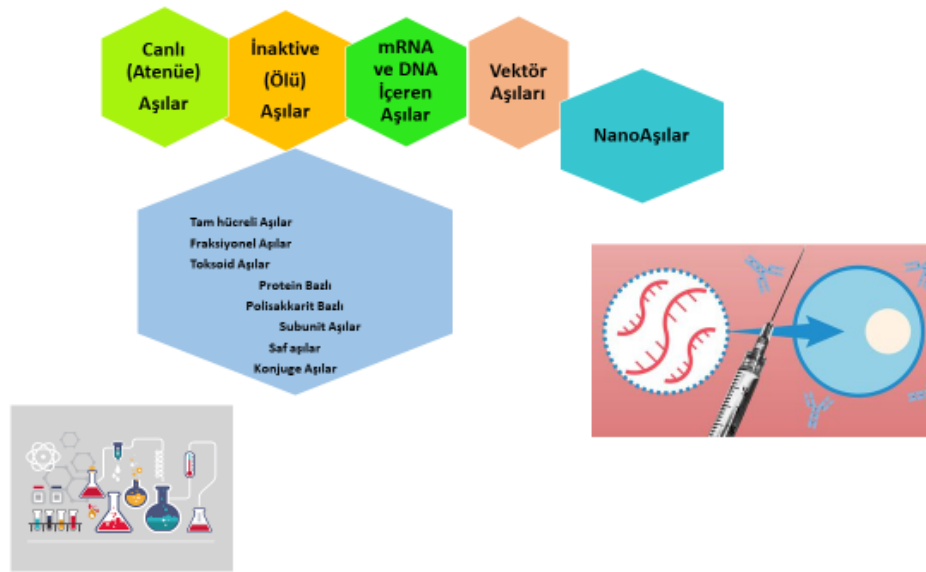 Canlı
(Atenüe)
Aşılar
İnaktive
(Ölü)
Aşılar
mRNA
ve DNA
İçeren
Aşılar
Vektör
Aşıları
NanoAşılar
Tam hücreli Aşılar
Fraksiyonel Aşılar
Toksoid Aşılar
Protein Bazlı
Polisakkarit Bazlı
Subunit Aşılar
Saf aşılar
Konjuge Aşılar